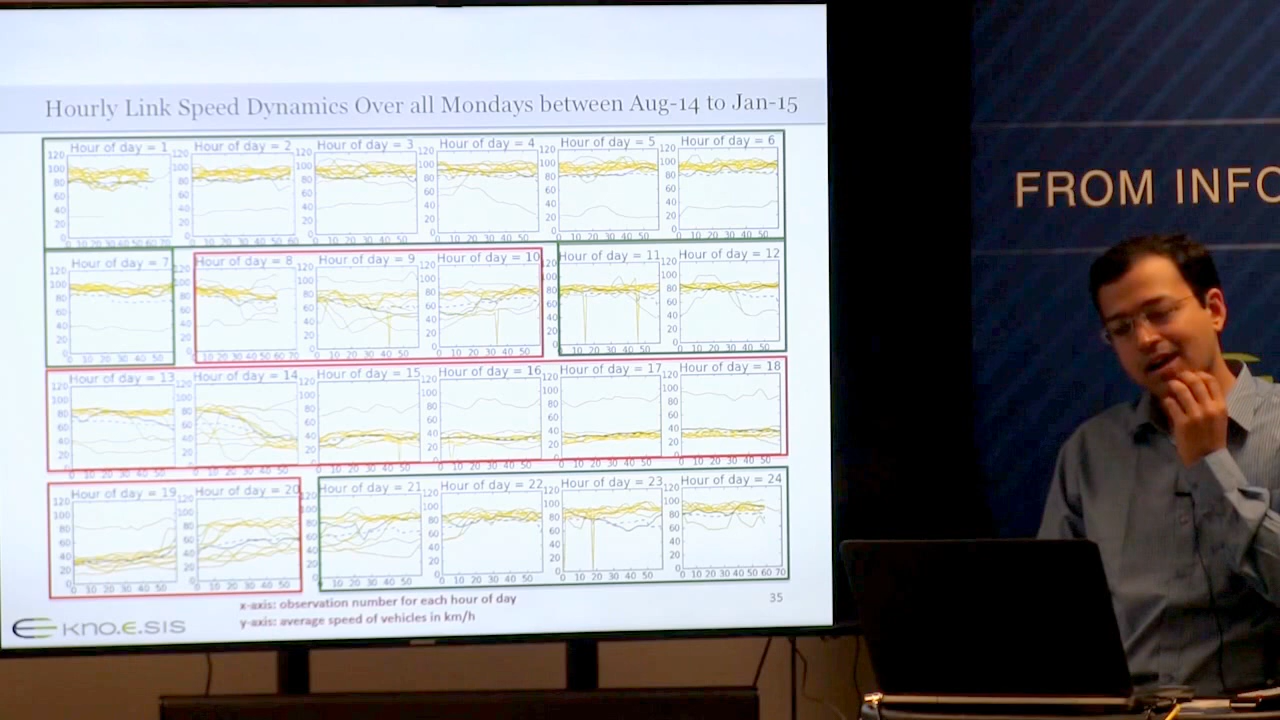 Hourly Link Speed Dynamics Over all Mondays between Aug-14 to Jan-15
Hour of day = 1
Hour of day = 2
Hour of day = 3
Hour of day = 4
Hour of day = 5
Hour of day = 6
Hour of day = 7
Hour of day = 8
Hour of day = 9
Hour of day = 10
Hour of day = 11
Hour of day = 12
Hour of day = 13
Hour of day = 14
Hour of day = 15
Hour of day = 16
Hour of day = 17
Hour of day = 18
Hour of day = 19
Hour of day = 20
Hour of day = 21
Hour of day = 22
Hour of day = 23
Hour of day = 24
x-axis: observation number for each hour of day
y-axis: average speed of vehicles in km/h
35
kno.e.sis
FROM INFO